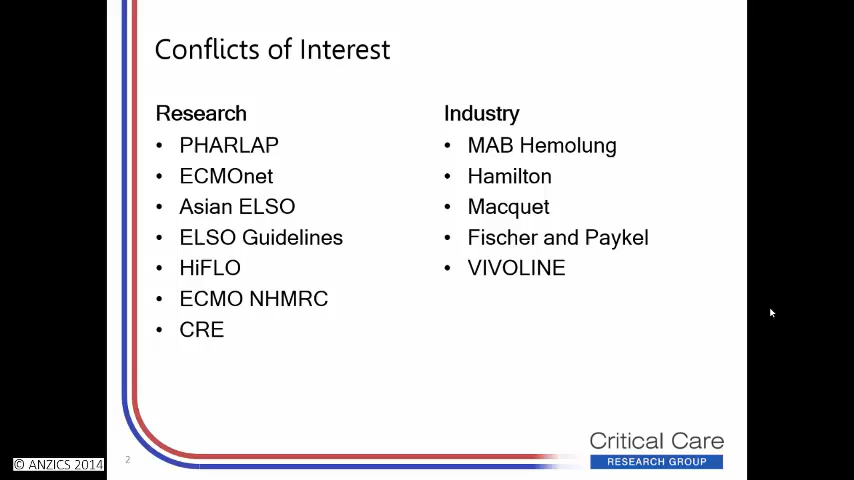 Conflicts of Interest
Research
• PHARLAP
• ECMOnet
• Asian ELSO
• ELSO Guidelines
• HiFLO
• ECMO NHMRC
• CRE
Industry
• MAB Hemolung
• Hamilton
• Macquet
• Fischer and Paykel
• VIVOLINE
© ANZICS 2014
2
Critical Care
RESEARCH GROUP